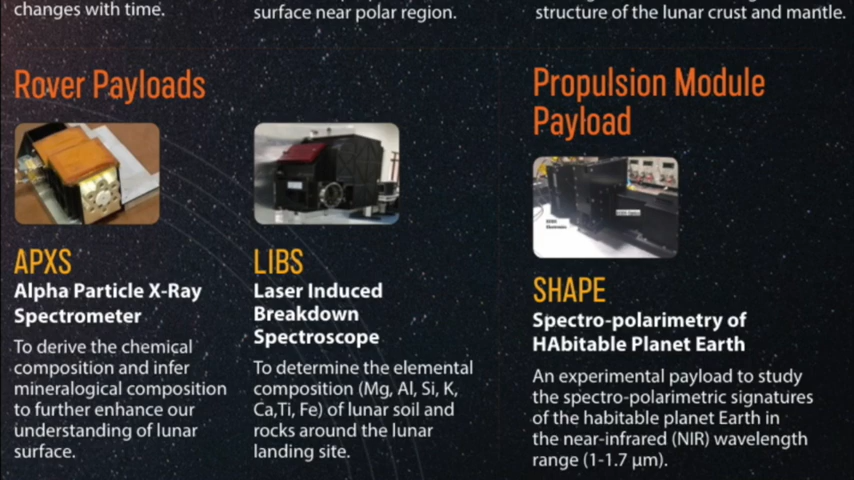 changes with time.
surface near polar region.
structure of the lunar crust and mantle.
Rover Payloads
APXS
Alpha Particle X-Ray
Spectrometer
To derive the chemical
composition and infer
mineralogical composition
to further enhance our
understanding of lunar
surface.
LIBS
Laser Induced
Breakdown
Spectroscope
To determine the elemental
composition (Mg, Al, Si, K,
Ca,Ti, Fe) of lunar soil and
rocks around the lunar
landing site.
Propulsion Module
Payload
SHAPE
Spectro-polarimetry of
HAbitable Planet Earth
An experimental payload to study
the spectro-polarimetric signatures
of the habitable planet Earth in
the near-infrared (NIR) wavelength
range (1-1.7 μm).